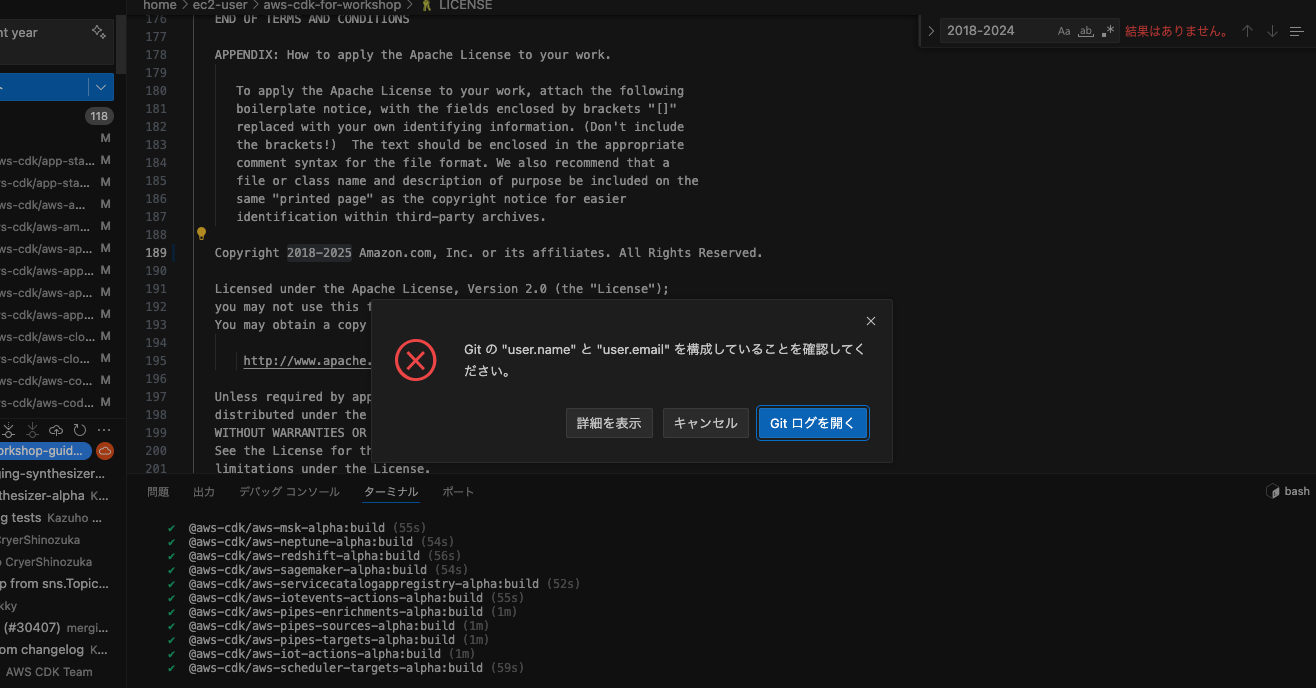 home > ec2-user > aws-cdk-for-workshop > LICENSE
nt year
118
M
ws-cdk/app-sta... M
ws-cdk/app-sta... M
ws-cdk/aws-a... M
ws-cdk/aws-am... M
ws-cdk/aws-ap... M
ws-cdk/aws-app... M
ws-cdk/aws-ap... M
ws-cdk/aws-app... M
ws-cdk/aws-clo... M
ws-cdk/aws-clo... M
ws-cdk/aws-co... M
ws-cdk/aws-cod... M
orkshop-guid...
ging-synthesizer...
thesizer-alpha K...
g tests Kazuho ...
CryerShinozuka
o CryerShinozuka
p from sns.Topic...
kky
(#30407) mergi...
om changelog K...
AWS CDK Team
176 END OF TERMS AND CONDITIONS
177
178 APPENDIX: How to apply the Apache License to your work.
179
180 To apply the Apache License to your work, attach the following
181 boilerplate notice, with the fields enclosed by brackets "[]"
182 replaced with your own identifying information. (Don't include
183 the brackets!)  The text should be enclosed in the appropriate
184 comment syntax for the file format. We also recommend that a
185 file or class name and description of purpose be included on the
186 same "printed page" as the copyright notice for easier
187 identification within third-party archives.
188
189 Copyright 2018-2025 Amazon.com, Inc. or its affiliates. All Rights Reserved.
190
191 Licensed under the Apache License, Version 2.0 (the "License");
192 you may not use this f
193 You may obtain a copy
194
195 http://www.apache.
196
197 Unless required by app
198 distributed under the
199 WITHOUT WARRANTIES OR
200 See the License for th
201 limitations under the License.
2018-2024 Aa ab .* 結果はありません。
Git の "user.name" と "user.email" を構成していることを確認してく
ださい。
詳細を表示 キャンセル Git ログを開く
問題 出力 デバッグ コンソール ターミナル ポート bash
✔ @aws-cdk/aws-msk-alpha:build (55s)
✔ @aws-cdk/aws-neptune-alpha:build (54s)
✔ @aws-cdk/aws-redshift-alpha:build (56s)
✔ @aws-cdk/aws-sagemaker-alpha:build (54s)
✔ @aws-cdk/aws-servicecatalogappregistry-alpha:build (52s)
✔ @aws-cdk/aws-iotevents-actions-alpha:build (55s)
✔ @aws-cdk/aws-pipes-enrichments-alpha:build (1m)
✔ @aws-cdk/aws-pipes-sources-alpha:build (1m)
✔ @aws-cdk/aws-pipes-targets-alpha:build (1m)
✔ @aws-cdk/aws-iot-actions-alpha:build (1m)
✔ @aws-cdk/aws-scheduler-targets-alpha:build (59s)